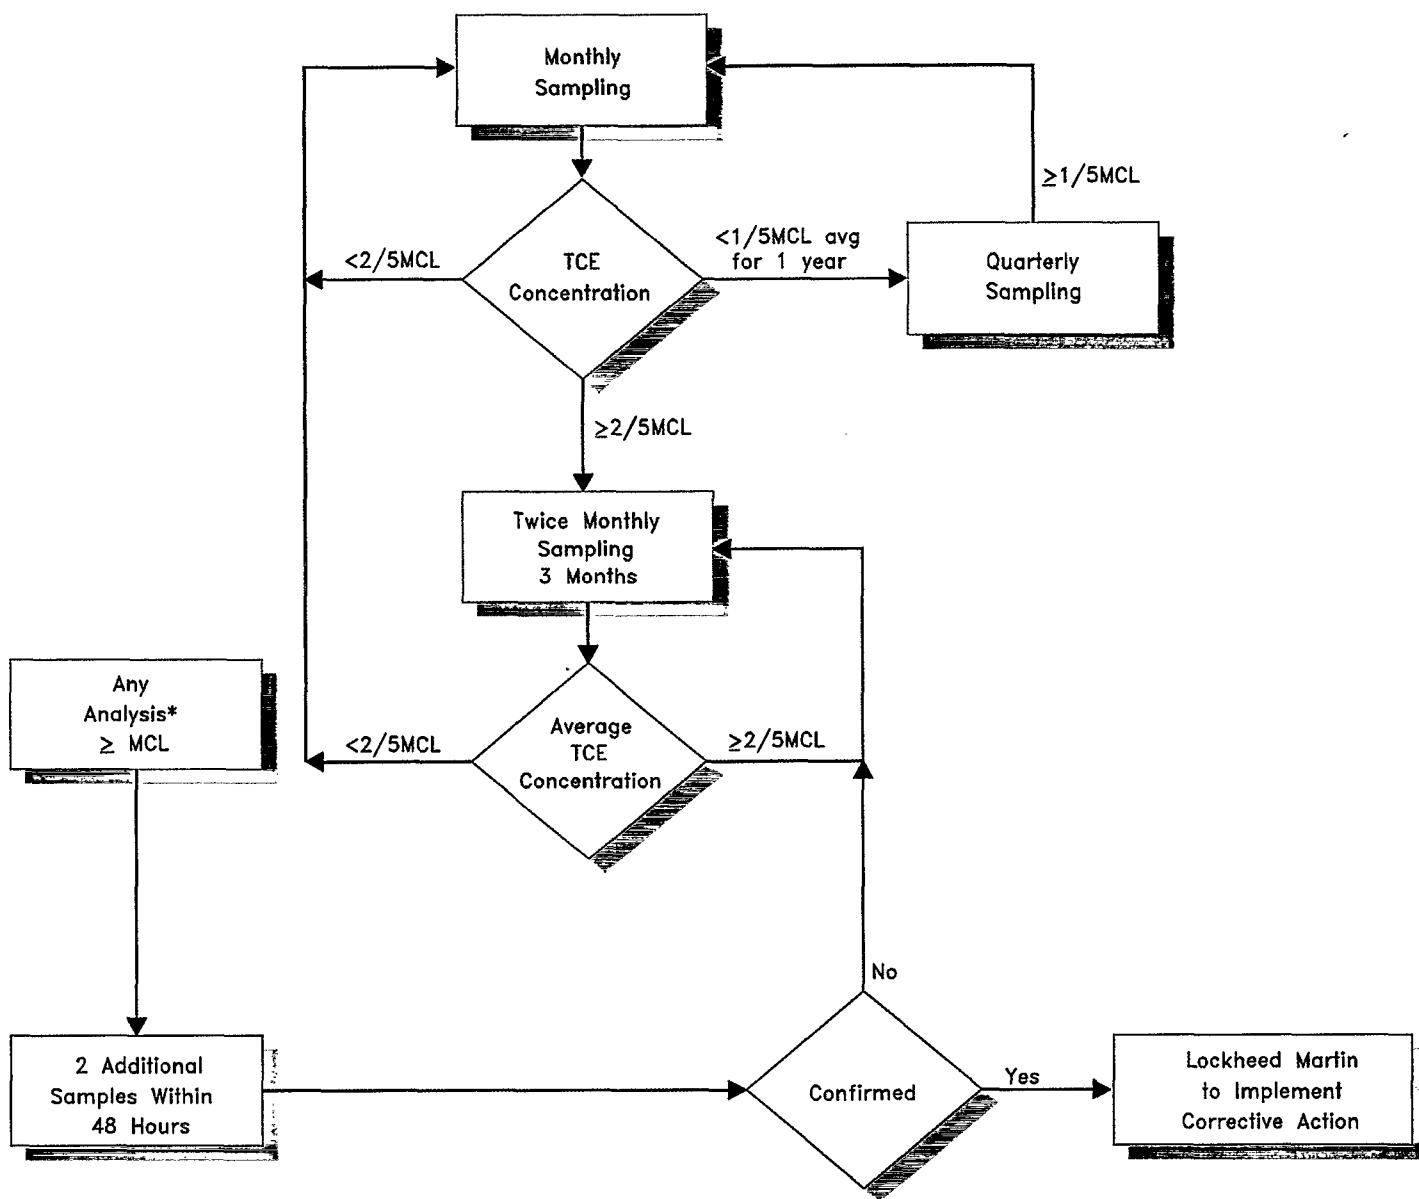 Monthly
Sampling
≥1/5MCL
<2/5MCL
TCE
Concentration
<1/5MCL avg
for 1 year
Quarterly
Sampling
≥2/5MCL
Twice Monthly
Sampling
3 Months
Any
Analysis*
≥ MCL
<2/5MCL
Average
TCE
Concentration
≥2/5MCL
No
2 Additional
Samples Within
48 Hours
Confirmed
Yes
Lockheed Martin
to Implement
Corrective Action